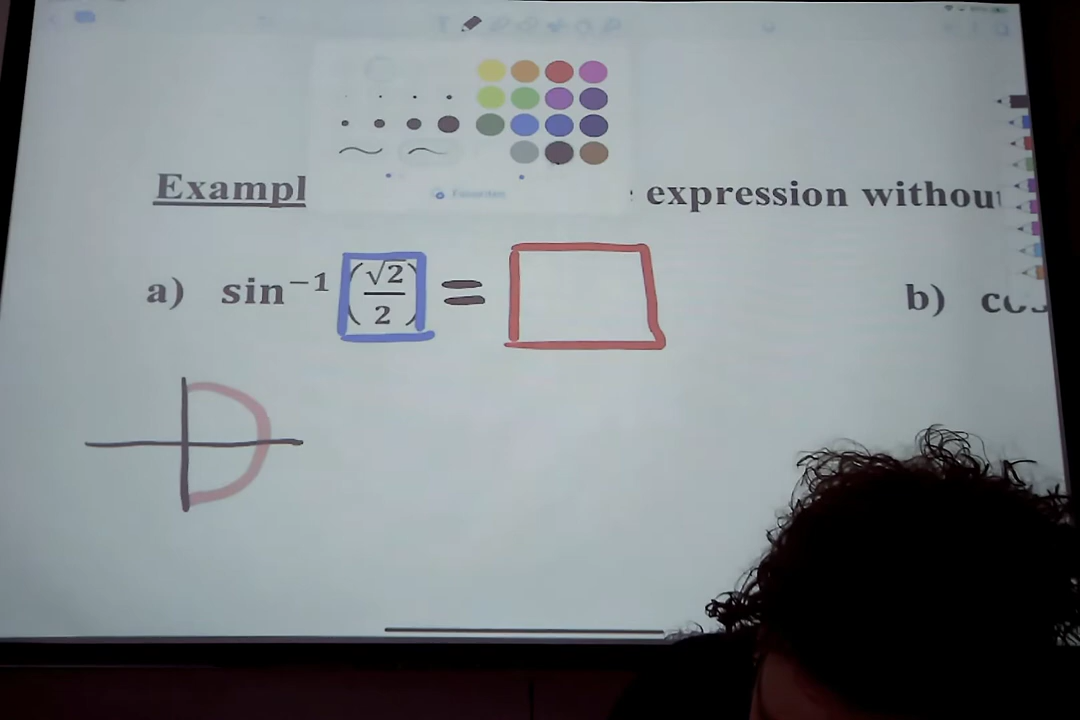 Exampl expression withou
a) sin⁻¹ (√2/2) = b)